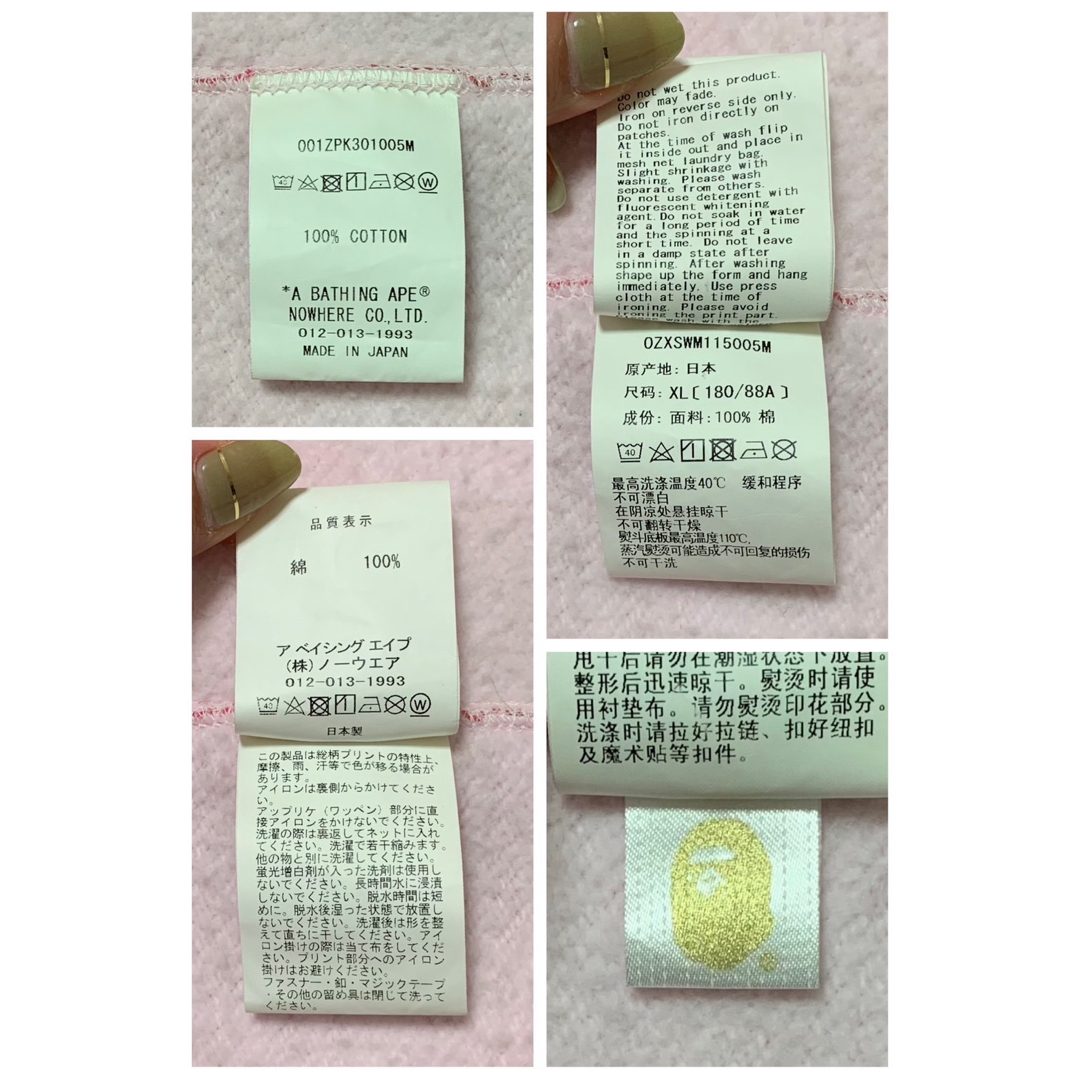 001ZPK301005M
40
W
100% COTTON
*A BATHING APE®
NOWHERE CO.,LTD.
012-013-1993
MADE IN JAPAN
Do not wet this product.
Color may fade.
Iron on reverse side only.
Do not iron directly on
patches.
At the time of wash flip
it inside out and place in
mesh net laundry bag.
Slight shrinkage with
washing. Please wash
separate from others.
Do not use detergent with
fluorescent whitening
agent. Do not soak in water
for a long period of time
and the spinning at a
short time. Do not leave
in a damp state after
spinning. After washing
shape up the form and hang
immediately. Use press
cloth at the time of
ironing. Please avoid
ironing the print part.
wash with the
OZXSWM115005M
原产地: 日本
尺码: XL[180/88A]
成份: 面料: 100% 棉
40
最高洗涤温度40℃ 缓和程序
不可漂白
在阴凉处悬挂晾干
不可翻转干燥
熨斗底板最高温度110℃,
蒸汽熨烫可能造成不可回复的损伤
不可干洗
品質表示
綿 100%
ア ベイシング エイプ
(株) ノーウエア
012-013-1993
40
W
日本製
この製品は総柄プリントの特性上、
摩擦、雨、汗等で色が移る場合が
あります。
アイロンは裏側からかけてくださ
い。
アップリケ(ワッペン)部分に直
接アイロンをかけないでください。
洗濯の際は裏返してネットに入れ
てください。洗濯で若干縮みます。
他の物と別に洗濯してください。
蛍光増白剤が入った洗剤は使用し
ないでください。長時間水に浸漬
しないでください。脱水時間は短
めに。脱水後湿った状態で放置し
ないでください。洗濯後は形を整
えて直ちに干してください。アイ
ロン掛けの際は当て布をしてくだ
さい。プリント部分へのアイロン
掛けはお避けください。
ファスナー・釦・マジックテープ
・その他の留め具は閉じて洗って
ください。
甩干后请勿在潮湿状态下放置。
整形后迅速晾干。熨烫时请使
用衬垫布。请勿熨烫印花部分。
洗涤时请拉好拉链、扣好纽扣
及魔术贴等扣件。
®